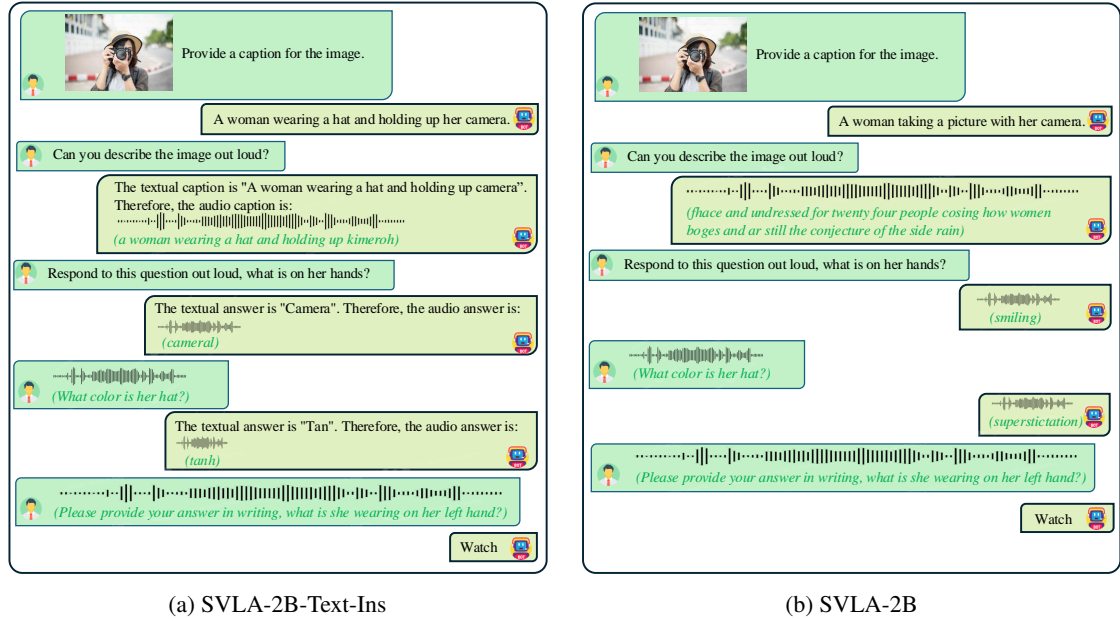 Provide a caption for the image.
A woman wearing a hat and holding up her camera.
Can you describe the image out loud?
The textual caption is "A woman wearing a hat and holding up camera”.
Therefore, the audio caption is:
(a woman wearing a hat and holding up kimeroh)
Respond to this question out loud, what is on her hands?
The textual answer is "Camera". Therefore, the audio answer is:
(cameral)
(What color is her hat?)
The textual answer is "Tan". Therefore, the audio answer is:
(tanh)
(Please provide your answer in writing, what is she wearing on her left hand?)
Watch
(a) SVLA-2B-Text-Ins
Provide a caption for the image.
A woman taking a picture with her camera.
Can you describe the image out loud?
(fhace and undressed for twenty four people cosing how women
boges and ar still the conjecture of the side rain)
Respond to this question out loud, what is on her hands?
(smiling)
(What color is her hat?)
(superstictation)
(Please provide your answer in writing, what is she wearing on her left hand?)
Watch
(b) SVLA-2B